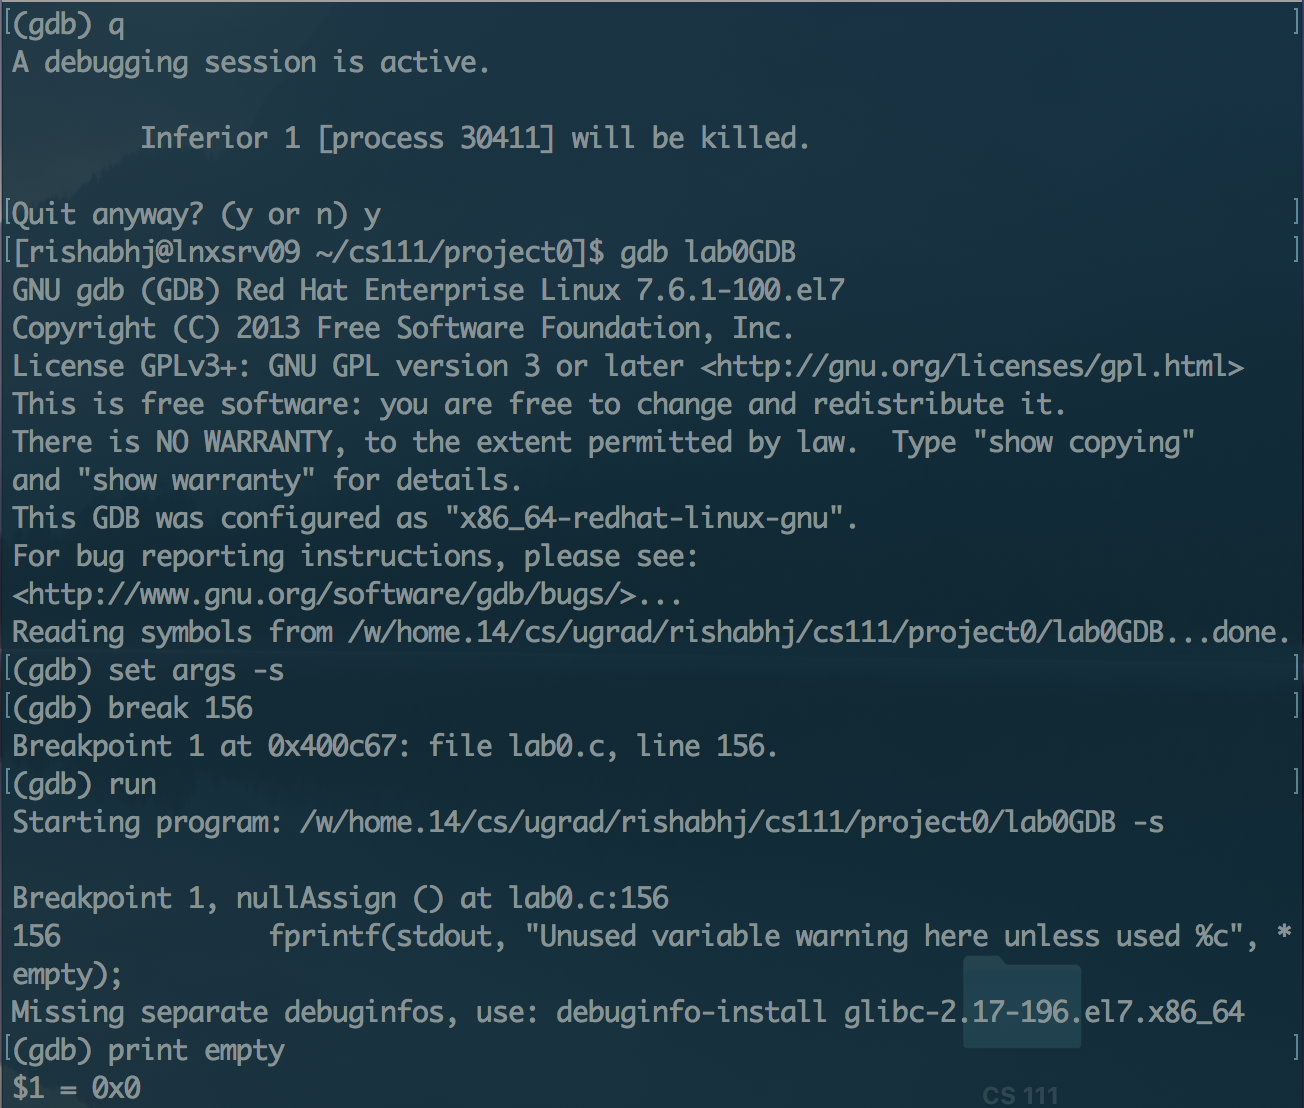 [(gdb) q ]
A debugging session is active.
        Inferior 1 [process 30411] will be killed.
[Quit anyway? (y or n) y ]
[[rishabhj@lnxsrv09 ~/cs111/project0]$ gdb lab0GDB ]
GNU gdb (GDB) Red Hat Enterprise Linux 7.6.1-100.el7
Copyright (C) 2013 Free Software Foundation, Inc.
License GPLv3+: GNU GPL version 3 or later <http://gnu.org/licenses/gpl.html>
This is free software: you are free to change and redistribute it.
There is NO WARRANTY, to the extent permitted by law.  Type "show copying"
and "show warranty" for details.
This GDB was configured as "x86_64-redhat-linux-gnu".
For bug reporting instructions, please see:
<http://www.gnu.org/software/gdb/bugs/>...
Reading symbols from /w/home.14/cs/ugrad/rishabhj/cs111/project0/lab0GDB...done.
[(gdb) set args -s ]
[(gdb) break 156 ]
Breakpoint 1 at 0x400c67: file lab0.c, line 156.
[(gdb) run ]
Starting program: /w/home.14/cs/ugrad/rishabhj/cs111/project0/lab0GDB -s
Breakpoint 1, nullAssign () at lab0.c:156
156             fprintf(stdout, "Unused variable warning here unless used %c", *
empty);
Missing separate debuginfos, use: debuginfo-install glibc-2.17-196.el7.x86_64
[(gdb) print empty ]
$1 = 0x0
CS 111